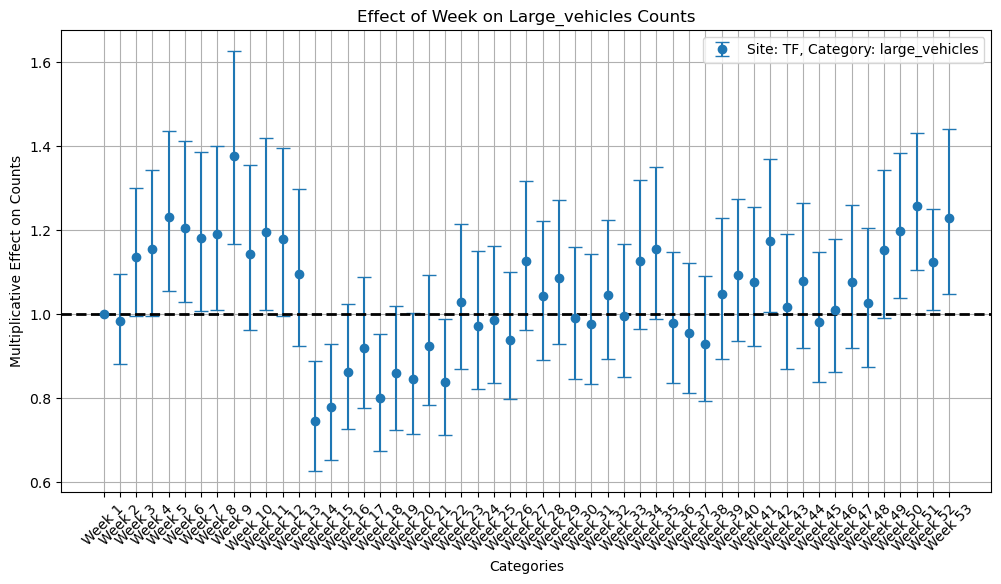 Effect of Week on Large_vehicles Counts
Site: TF, Category: large_vehicles
Multiplicative Effect on Counts
1.6
1.4
1.2
1.0
0.8
0.6
Week 1
Week 2
Week 3
Week 4
Week 5
Week 6
Week 7
Week 8
Week 9
Week 10
Week 11
Week 12
Week 13
Week 14
Week 15
Week 16
Week 17
Week 18
Week 19
Week 20
Week 21
Week 22
Week 23
Week 24
Week 25
Week 26
Week 27
Week 28
Week 29
Week 30
Week 31
Week 32
Week 33
Week 34
Week 35
Week 36
Week 37
Week 38
Week 39
Week 40
Week 41
Week 42
Week 43
Week 44
Week 45
Week 46
Week 47
Week 48
Week 49
Week 50
Week 51
Week 52
Week 53
Categories